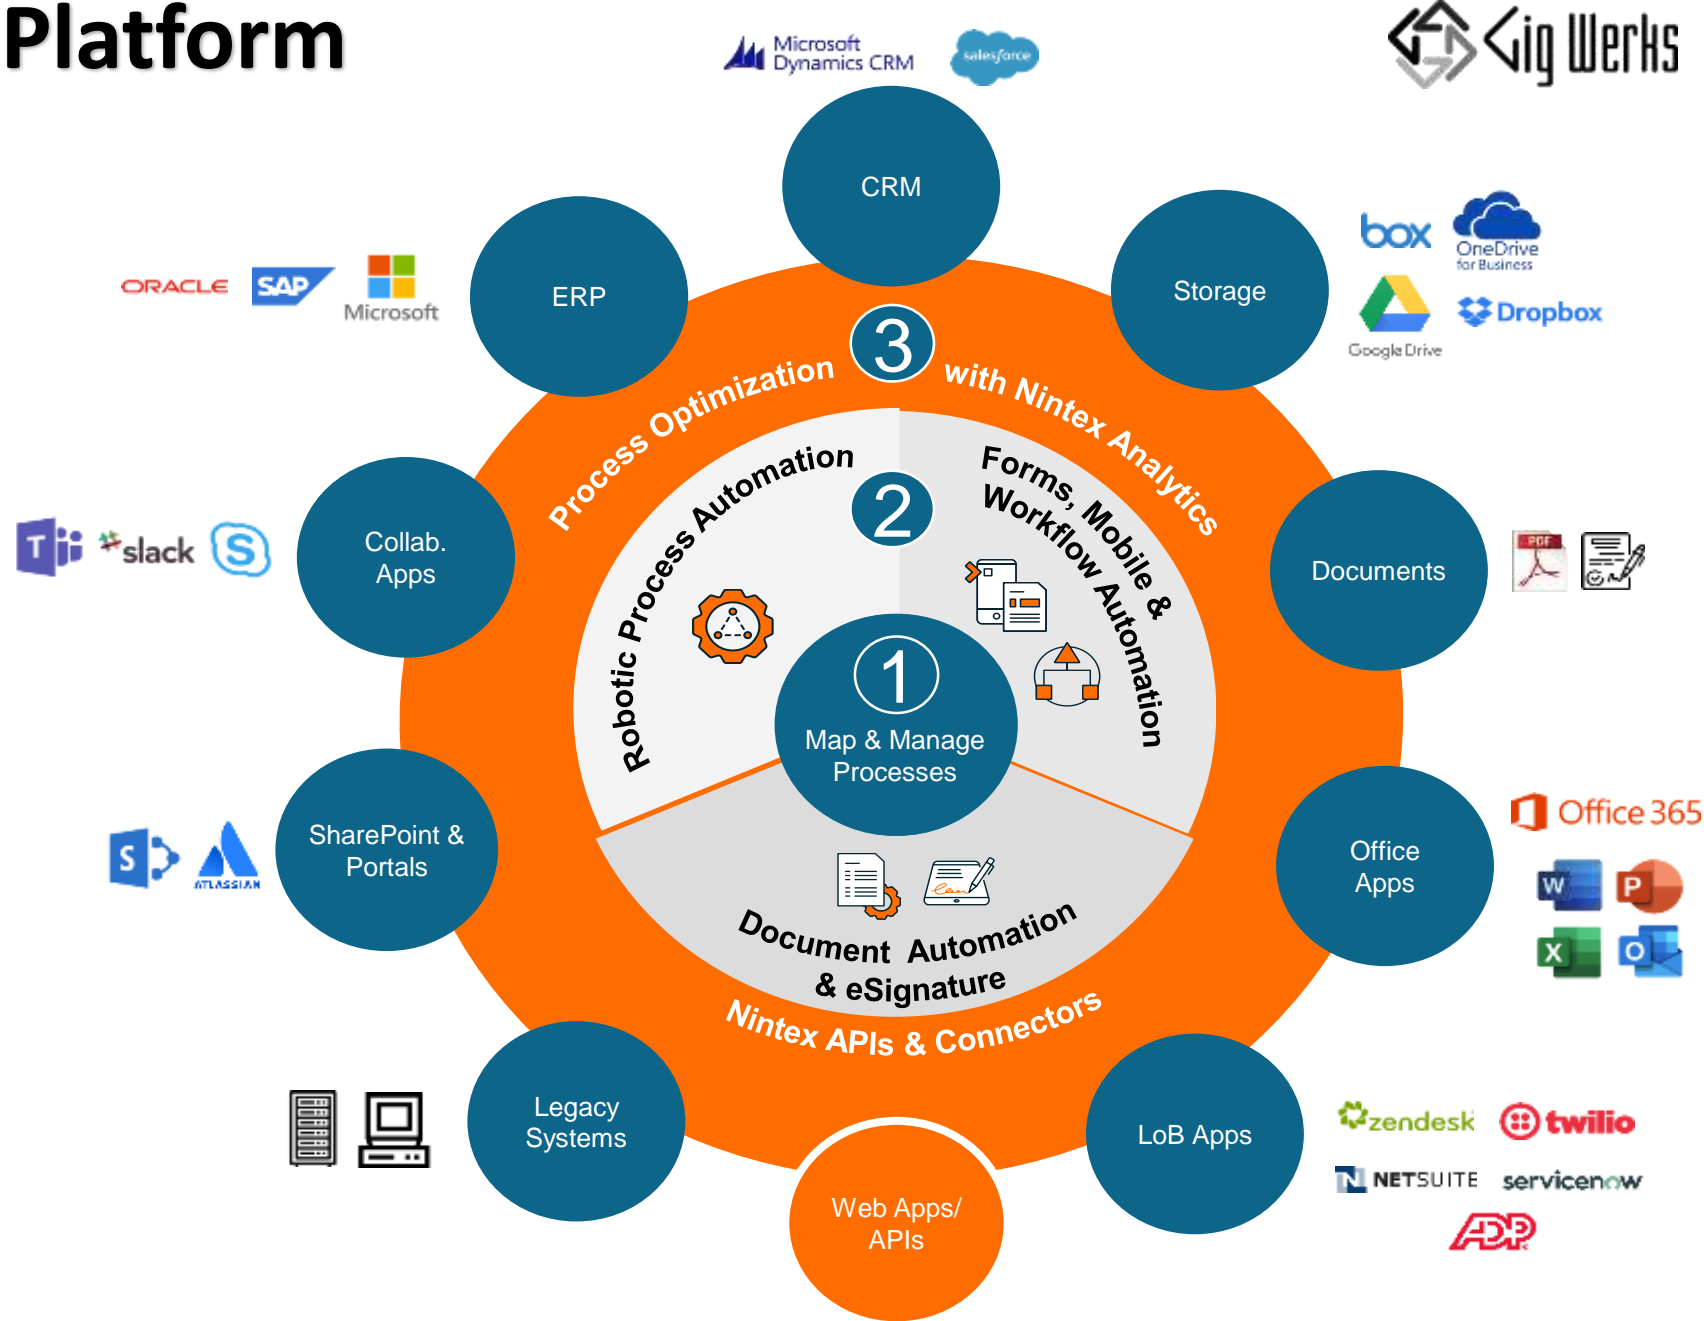 Platform
Microsoft
Dynamics CRM
salesforce
Gig Werks
CRM
ERP
ORACLE
SAP
Microsoft
Storage
box
OneDrive
for Business
Google Drive
Dropbox
3
Process Optimization with Nintex Analytics
2
Robotic Process Automation
Forms, Mobile &
Workflow Automation
Collab.
Apps
T
slack
S
Documents
PDF
1
Map & Manage
Processes
SharePoint &
Portals
S
ATLASSIAN
Office
Apps
Office 365
W
P
X
O
Document Automation
& eSignature
Nintex APIs & Connectors
Legacy
Systems
LoB Apps
zendesk
twilio
N NETSUITE
servicenow
ADP
Web Apps/
APIs